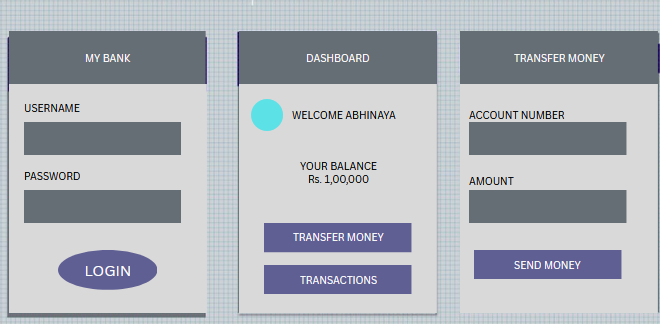 MY BANK
USERNAME
PASSWORD
LOGIN
DASHBOARD
WELCOME ABHINAYA
YOUR BALANCE
Rs. 1,00,000
TRANSFER MONEY
TRANSACTIONS
TRANSFER MONEY
ACCOUNT NUMBER
AMOUNT
SEND MONEY